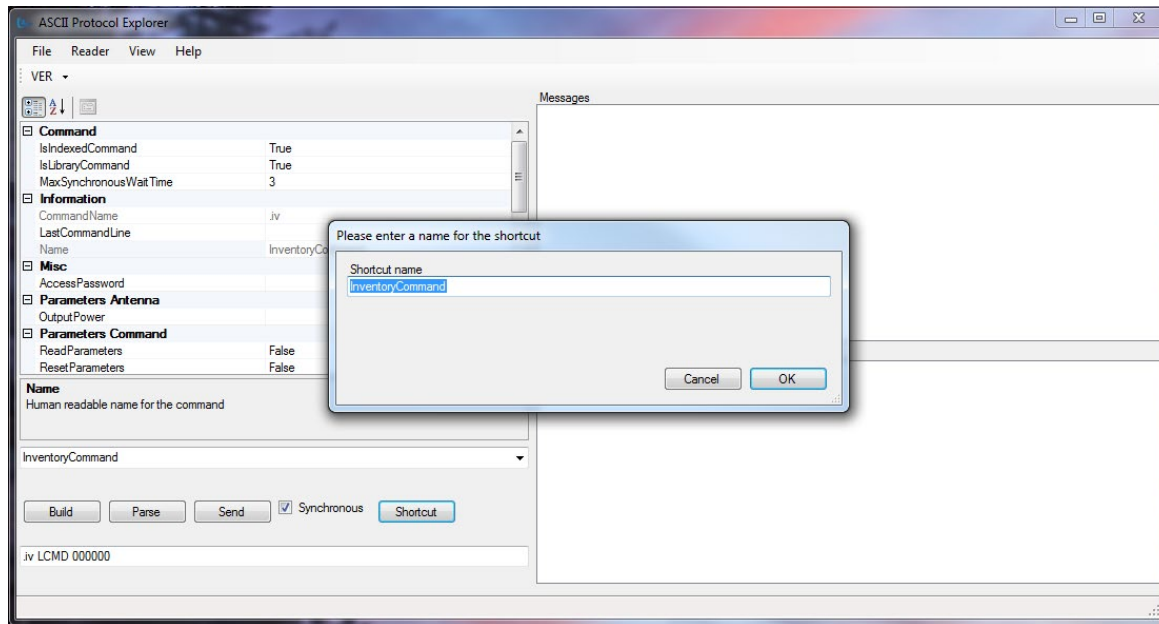 ASCII Protocol Explorer
File Reader View Help
VER
Messages
Command
IsIndexedCommand True
IsLibraryCommand True
MaxSynchronousWaitTime 3
Information
CommandName .iv
LastCommandLine
Name InventoryCo
Misc
AccessPassword
Parameters Antenna
OutputPower
Parameters Command
ReadParameters False
ResetParameters False
Name
Human readable name for the command
InventoryCommand
Build Parse Send Synchronous Shortcut
.iv LCMD 000000
Please enter a name for the shortcut
Shortcut name
InventoryCommand
Cancel OK